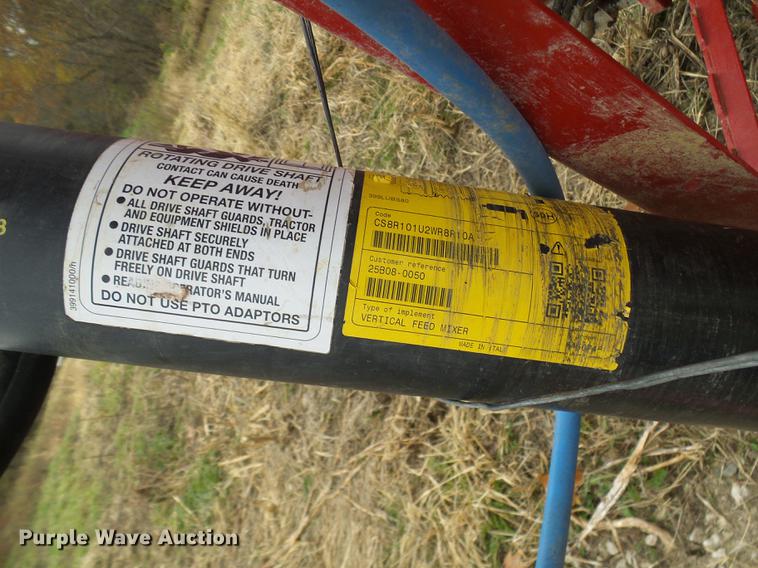 8
ROTATING DRIVE SHAFT
CONTACT CAN CAUSE DEATH
KEEP AWAY!
DO NOT OPERATE WITHOUT-
• ALL DRIVE SHAFT GUARDS, TRACTOR
AND EQUIPMENT SHIELDS IN PLACE
• DRIVE SHAFT SECURELY
ATTACHED AT BOTH ENDS
• DRIVE SHAFT GUARDS THAT TURN
FREELY ON DRIVE SHAFT
• OPERATOR'S MANUAL
DO NOT USE PTO ADAPTORS
399141000/h
Code
CS8R101U2WR8R10A
Customer reference
25B08-0050
Type of implement
VERTICAL FEED MIXER
MADE IN ITALY
Purple Wave Auction